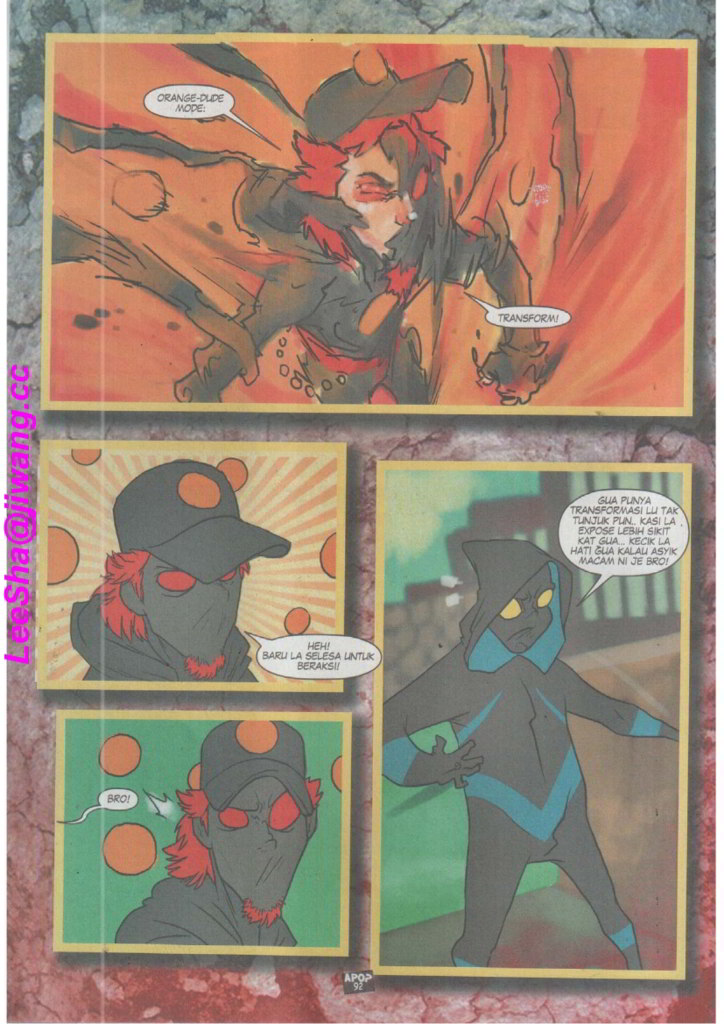 ORANGE-DUDE
MODE:
TRANSFORM!
HEH!
BARU LA SELESA UNTUK
BERAKSI!
BRO!
GUA PUNYA
TRANSFORMASI LU TAK
TUNJUK PUN.. KASI LA
EXPOSE LEBIH SIKIT
KAT GUA... KECIK LA
HATI GUA KALAU ASYIK
MACAM NI JE BRO!
APOP
92
LeeSha@jiwang.cc